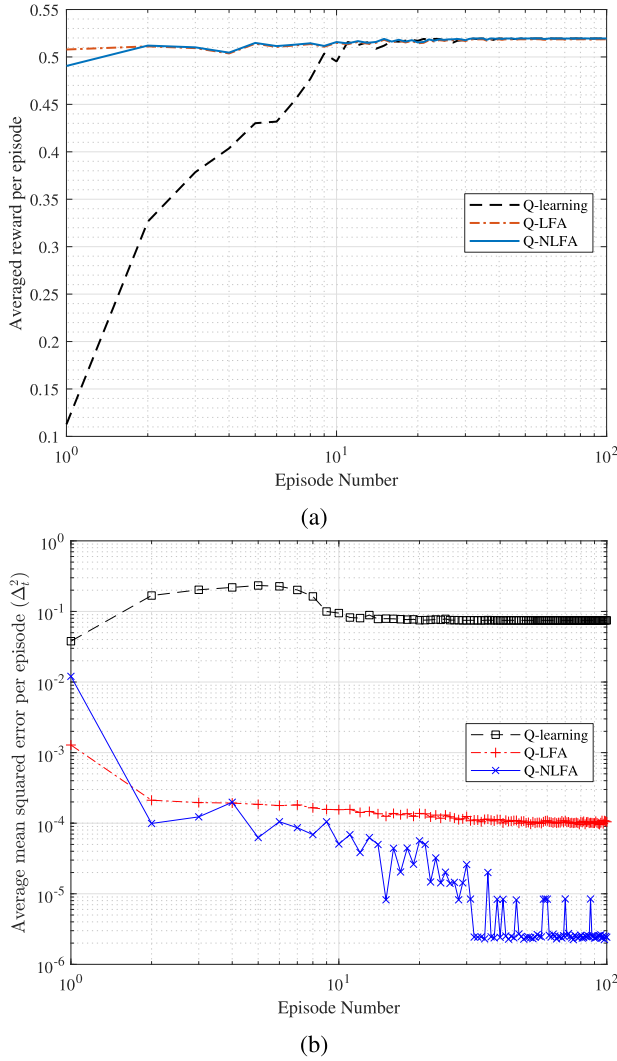 0.55
0.5
0.45
0.4
0.35
0.3
0.25
0.2
0.15
0.1
Averaged reward per episode
Q-learning
Q-LFA
Q-NLFA
10^0
10^1
10^2
Episode Number
(a)
10^0
10^-1
10^-2
10^-3
10^-4
10^-5
10^-6
Average mean squared error per episode (Δ_t^2)
Q-learning
Q-LFA
Q-NLFA
10^0
10^1
10^2
Episode Number
(b)